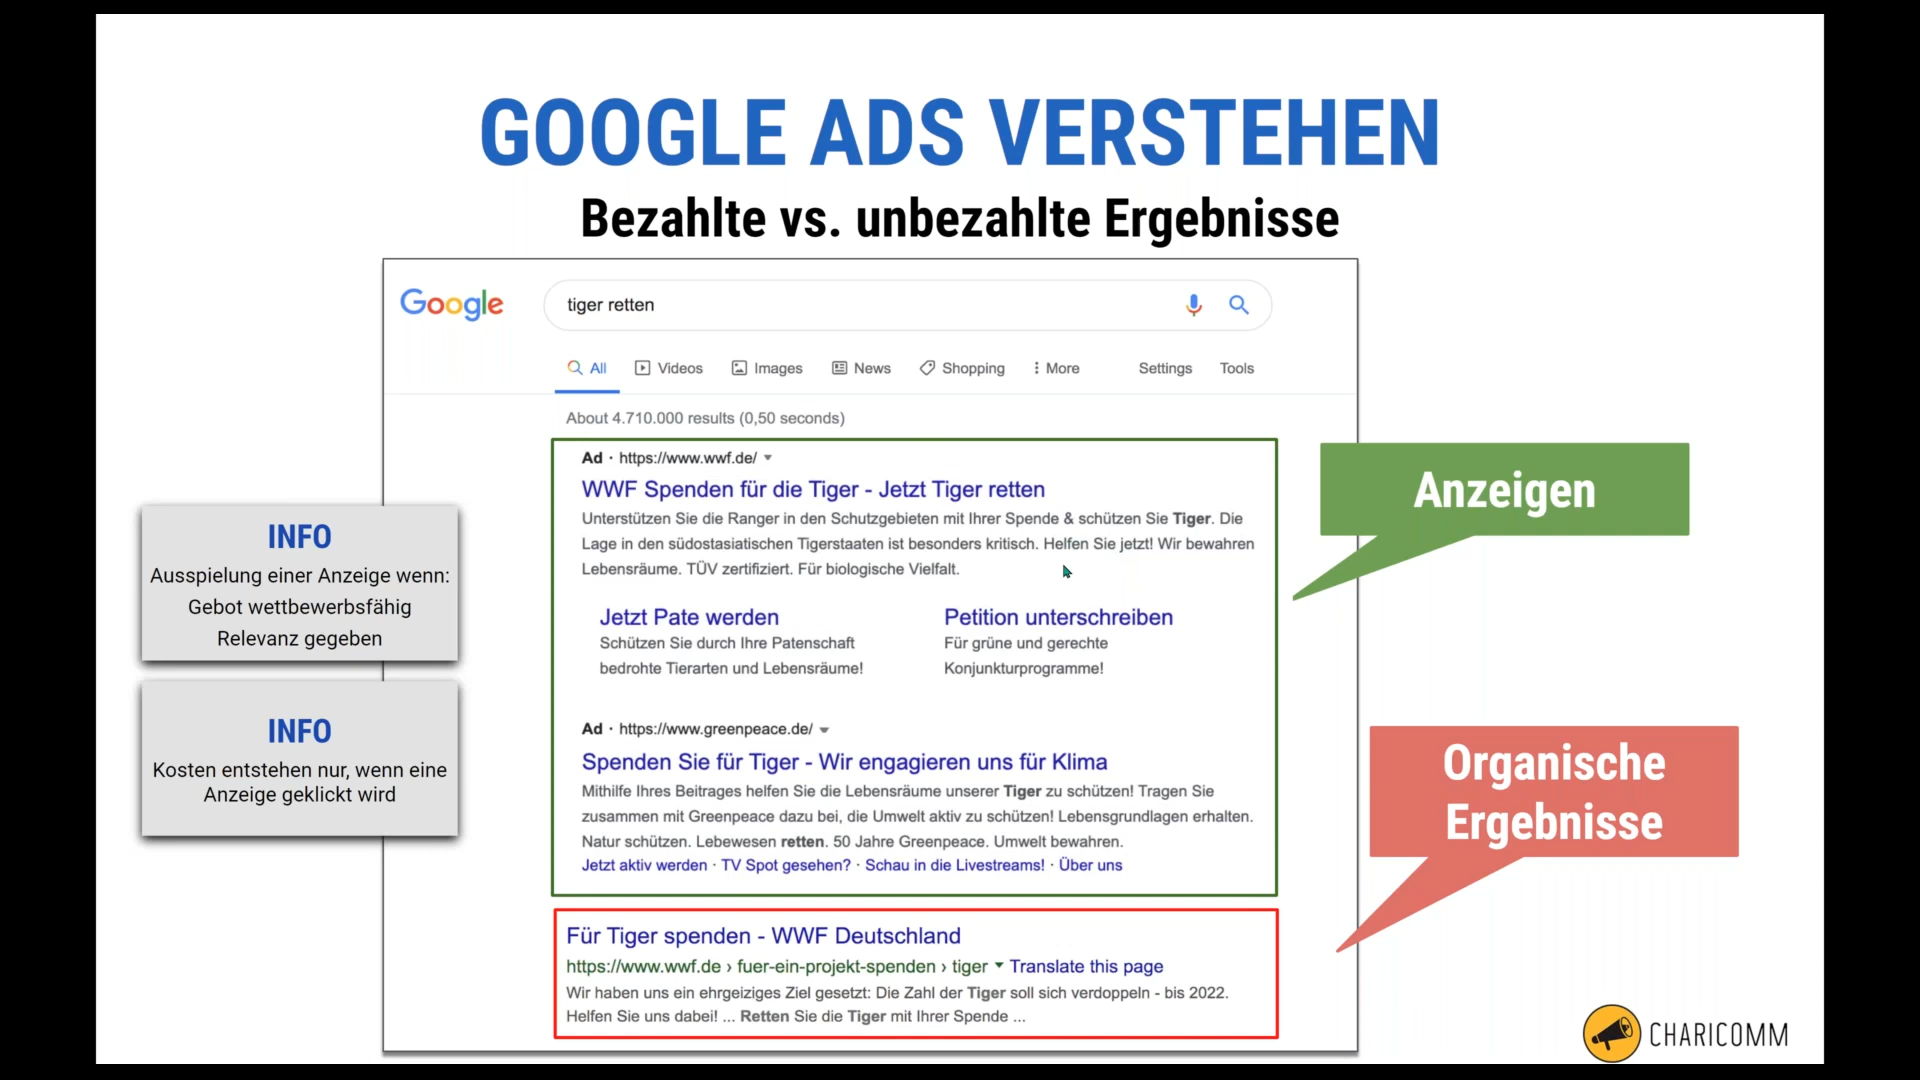 GOOGLE ADS VERSTEHEN
Bezahlte vs. unbezahlte Ergebnisse
Google
tiger retten
All Videos Images News Shopping More Settings Tools
About 4.710.000 results (0,50 seconds)
Ad · https://www.wwf.de/
WWF Spenden für die Tiger - Jetzt Tiger retten
Unterstützen Sie die Ranger in den Schutzgebieten mit Ihrer Spende & schützen Sie Tiger. Die
Lage in den südostasiatischen Tigerstaaten ist besonders kritisch. Helfen Sie jetzt! Wir bewahren
Lebensräume. TÜV zertifiziert. Für biologische Vielfalt.
Jetzt Pate werden
Schützen Sie durch Ihre Patenschaft
bedrohte Tierarten und Lebensräume!
Petition unterschreiben
Für grüne und gerechte
Konjunkturprogramme!
Ad · https://www.greenpeace.de/
Spenden Sie für Tiger - Wir engagieren uns für Klima
Mithilfe Ihres Beitrages helfen Sie die Lebensräume unserer Tiger zu schützen! Tragen Sie
zusammen mit Greenpeace dazu bei, die Umwelt aktiv zu schützen! Lebensgrundlagen erhalten.
Natur schützen. Lebewesen retten. 50 Jahre Greenpeace. Umwelt bewahren.
Jetzt aktiv werden · TV Spot gesehen? · Schau in die Livestreams! · Über uns
Für Tiger spenden - WWF Deutschland
https://www.wwf.de › fuer-ein-projekt-spenden › tiger Translate this page
Wir haben uns ein ehrgeiziges Ziel gesetzt: Die Zahl der Tiger soll sich verdoppeln - bis 2022.
Helfen Sie uns dabei! ... Retten Sie die Tiger mit Ihrer Spende ...
INFO
Ausspielung einer Anzeige wenn:
Gebot wettbewerbsfähig
Relevanz gegeben
INFO
Kosten entstehen nur, wenn eine
Anzeige geklickt wird
Anzeigen
Organische
Ergebnisse
CHARICOMM